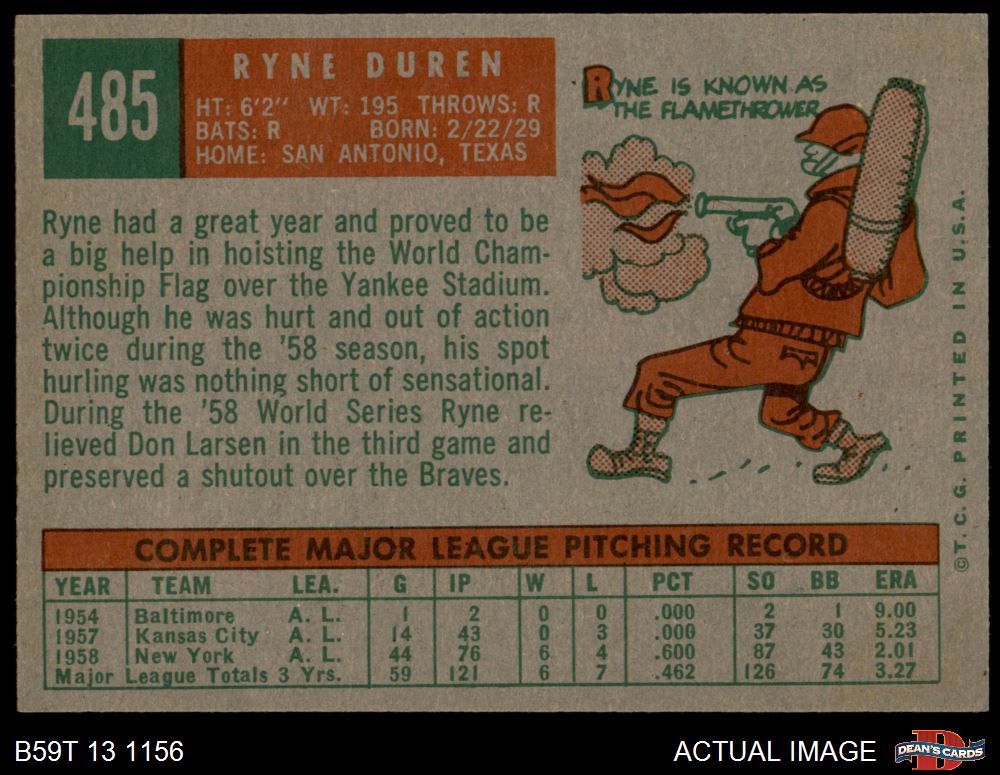 485
RYNE DUREN
HT: 6'2" WT: 195 THROWS: R
BATS: R BORN: 2/22/29
HOME: SAN ANTONIO, TEXAS
RYNE IS KNOWN AS
THE FLAMETHROWER
Ryne had a great year and proved to be
a big help in hoisting the World Cham-
pionship Flag over the Yankee Stadium.
Although he was hurt and out of action
twice during the '58 season, his spot
hurling was nothing short of sensational.
During the '58 World Series Ryne re-
lieved Don Larsen in the third game and
preserved a shutout over the Braves.
©T. C. G. PRINTED IN U.S.A.
COMPLETE MAJOR LEAGUE PITCHING RECORD
YEAR TEAM LEA. G IP W L PCT SO BB ERA
1954 Baltimore A. L. 1 2 0 0 .000 2 1 9.00
1957 Kansas City A. L. 14 43 0 3 .000 37 30 5.23
1958 New York A. L. 44 76 6 4 .600 87 43 2.01
Major League Totals 3 Yrs. 59 121 6 7 .462 126 74 3.27
B59T 13 1156
ACTUAL IMAGE
DEAN'S CARDS